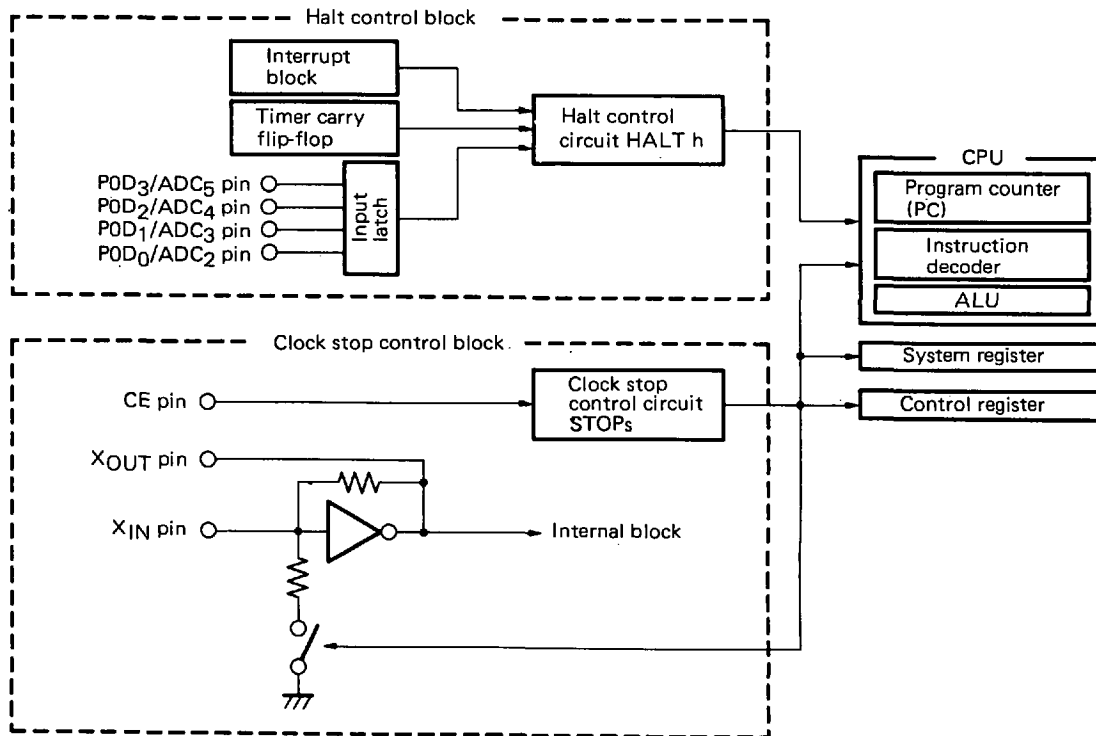 Halt control block
Interrupt
block
Timer carry
flip-flop
P0D3/ADC5 pin
P0D2/ADC4 pin
P0D1/ADC3 pin
P0D0/ADC2 pin
Input
latch
Halt control
circuit HALT h
CPU
Program counter
(PC)
Instruction
decoder
ALU
System register
Control register
Clock stop control block
CE pin
Clock stop
control circuit
STOPs
XOUT pin
XIN pin
Internal block